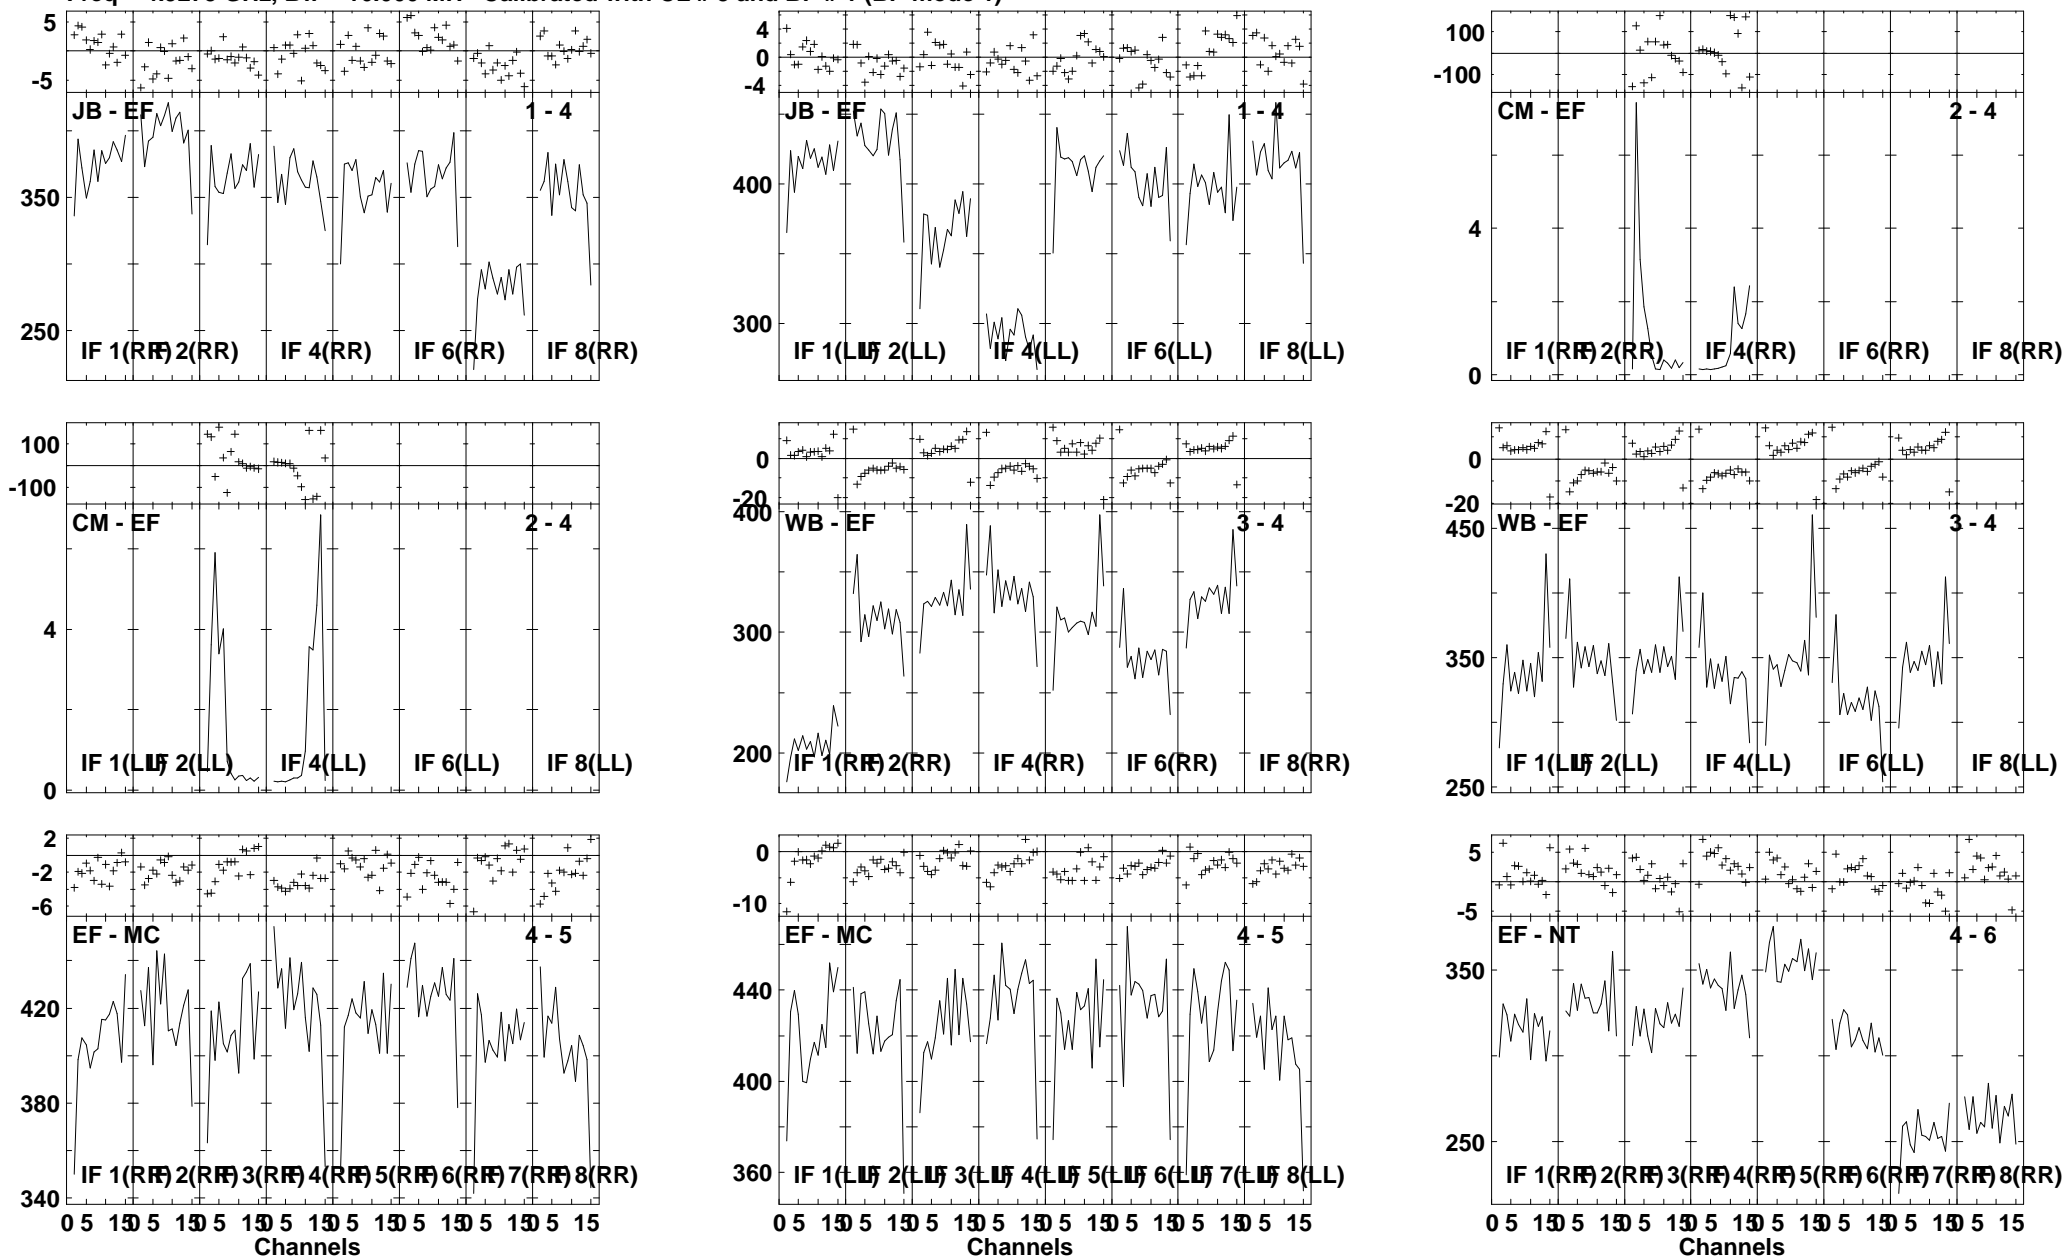 5
0
-5
JB - EF
1 - 4
350
250
IF 1(RR)
IF 2(RR)
IF 4(RR)
IF 6(RR)
IF 8(RR)
4
0
-4
JB - EF
1 - 4
400
300
IF 1(LL)
IF 2(LL)
IF 4(LL)
IF 6(LL)
IF 8(LL)
100
-100
CM - EF
2 - 4
4
0
IF 1(RR)
IF 2(RR)
IF 4(RR)
IF 6(RR)
IF 8(RR)
100
-100
CM - EF
2 - 4
4
0
IF 1(LL)
IF 2(LL)
IF 4(LL)
IF 6(LL)
IF 8(LL)
0
-20
400
WB - EF
3 - 4
300
200
IF 1(RR)
IF 2(RR)
IF 4(RR)
IF 6(RR)
IF 8(RR)
0
-20
450
WB - EF
3 - 4
350
250
IF 1(LL)
IF 2(LL)
IF 4(LL)
IF 6(LL)
IF 8(LL)
2
-2
-6
EF - MC
4 - 5
420
380
340
IF 1(RR)
IF 2(RR)
IF 3(RR)
IF 4(RR)
IF 5(RR)
IF 6(RR)
IF 7(RR)
IF 8(RR)
0 5 15 0 5 15 0 5 15 0 5 15 0 5 15 0 5 15 0 5 15 0 5 15
Channels
0
-10
EF - MC
4 - 5
440
400
360
IF 1(LL)
IF 2(LL)
IF 3(LL)
IF 4(LL)
IF 5(LL)
IF 6(LL)
IF 7(LL)
IF 8(LL)
0 5 15 0 5 15 0 5 15 0 5 15 0 5 15 0 5 15 0 5 15 0 5 15
Channels
5
-5
EF - NT
4 - 6
350
250
IF 1(RR)
IF 2(RR)
IF 3(RR)
IF 4(RR)
IF 5(RR)
IF 6(RR)
IF 7(RR)
IF 8(RR)
0 5 15 0 5 15 0 5 15 0 5 15 0 5 15 0 5 15 0 5 15 0 5 15
Channels